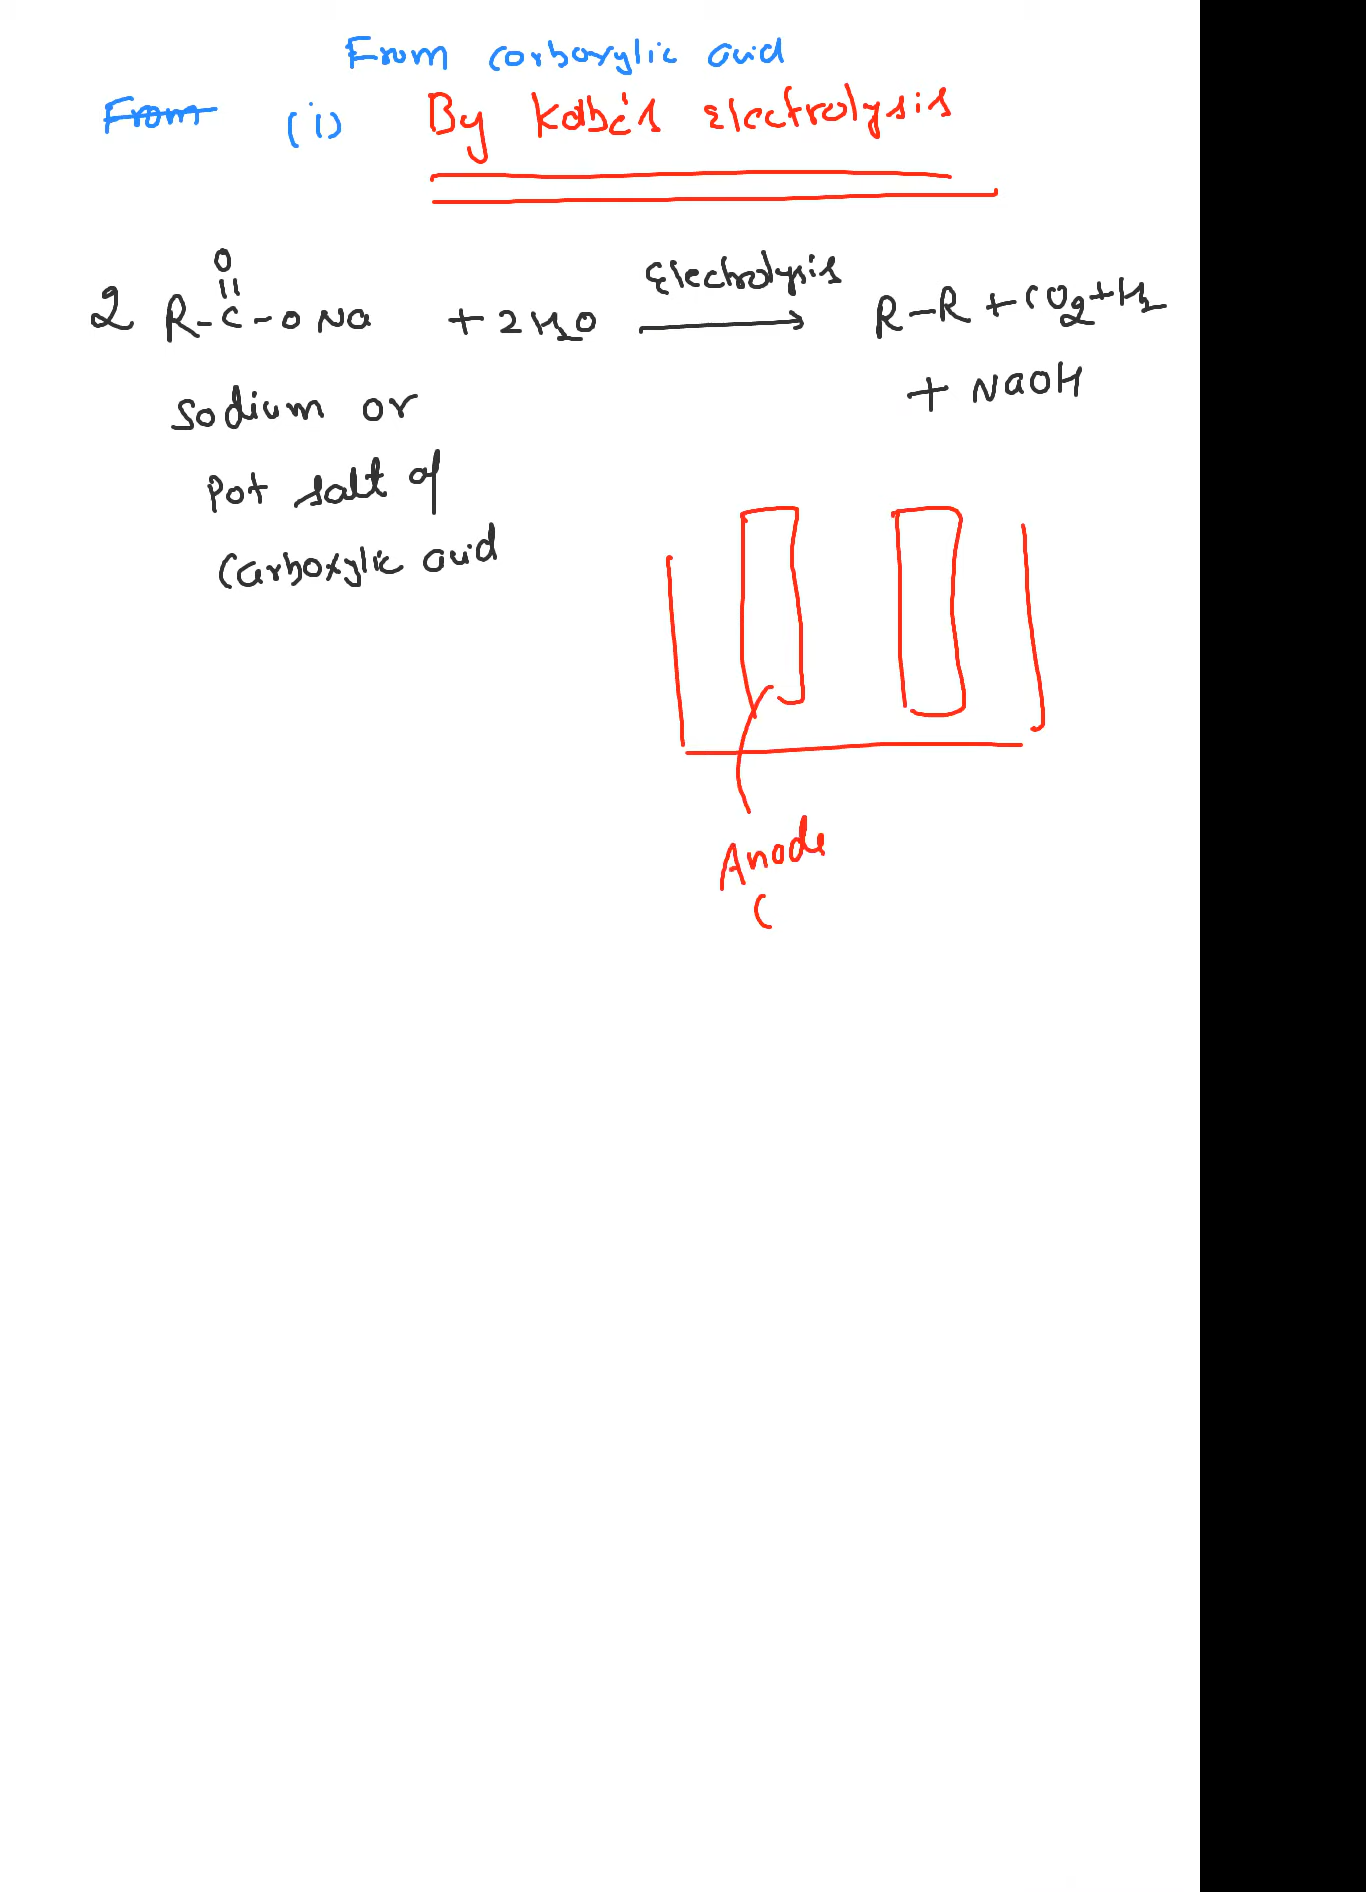 From carboxylic acid
From (i) By Kolbe's electrolysis
O
||
2 R-C-O Na + 2H2O Electrolysis → R-R + CO2 + H2
+ NaOH
Sodium or
Pot salt of
Carboxylic acid
Anode
(